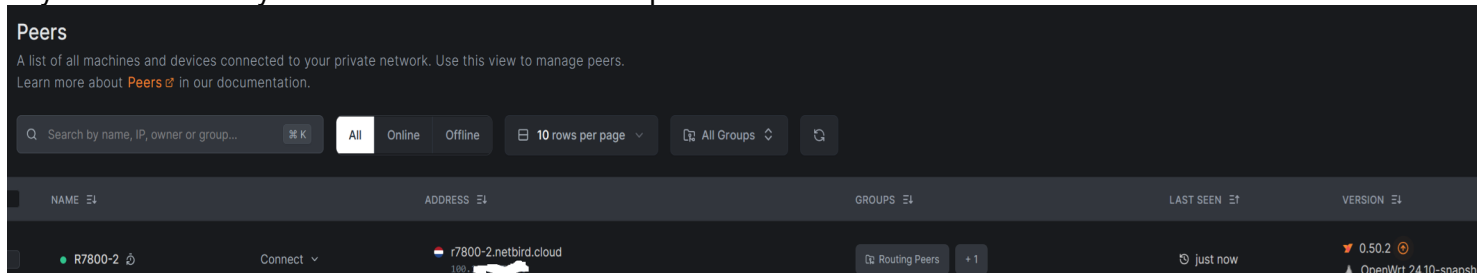 Peers
A list of all machines and devices connected to your private network. Use this view to manage peers.
Learn more about Peers in our documentation.
Search by name, IP, owner or group... ⌘ K All Online Offline 10 rows per page All Groups
NAME ADDRESS GROUPS LAST SEEN VERSION
R7800-2 Connect r7800-2.netbird.cloud Routing Peers +1 just now 0.50.2
100. OpenWrt 24.10-snapsh